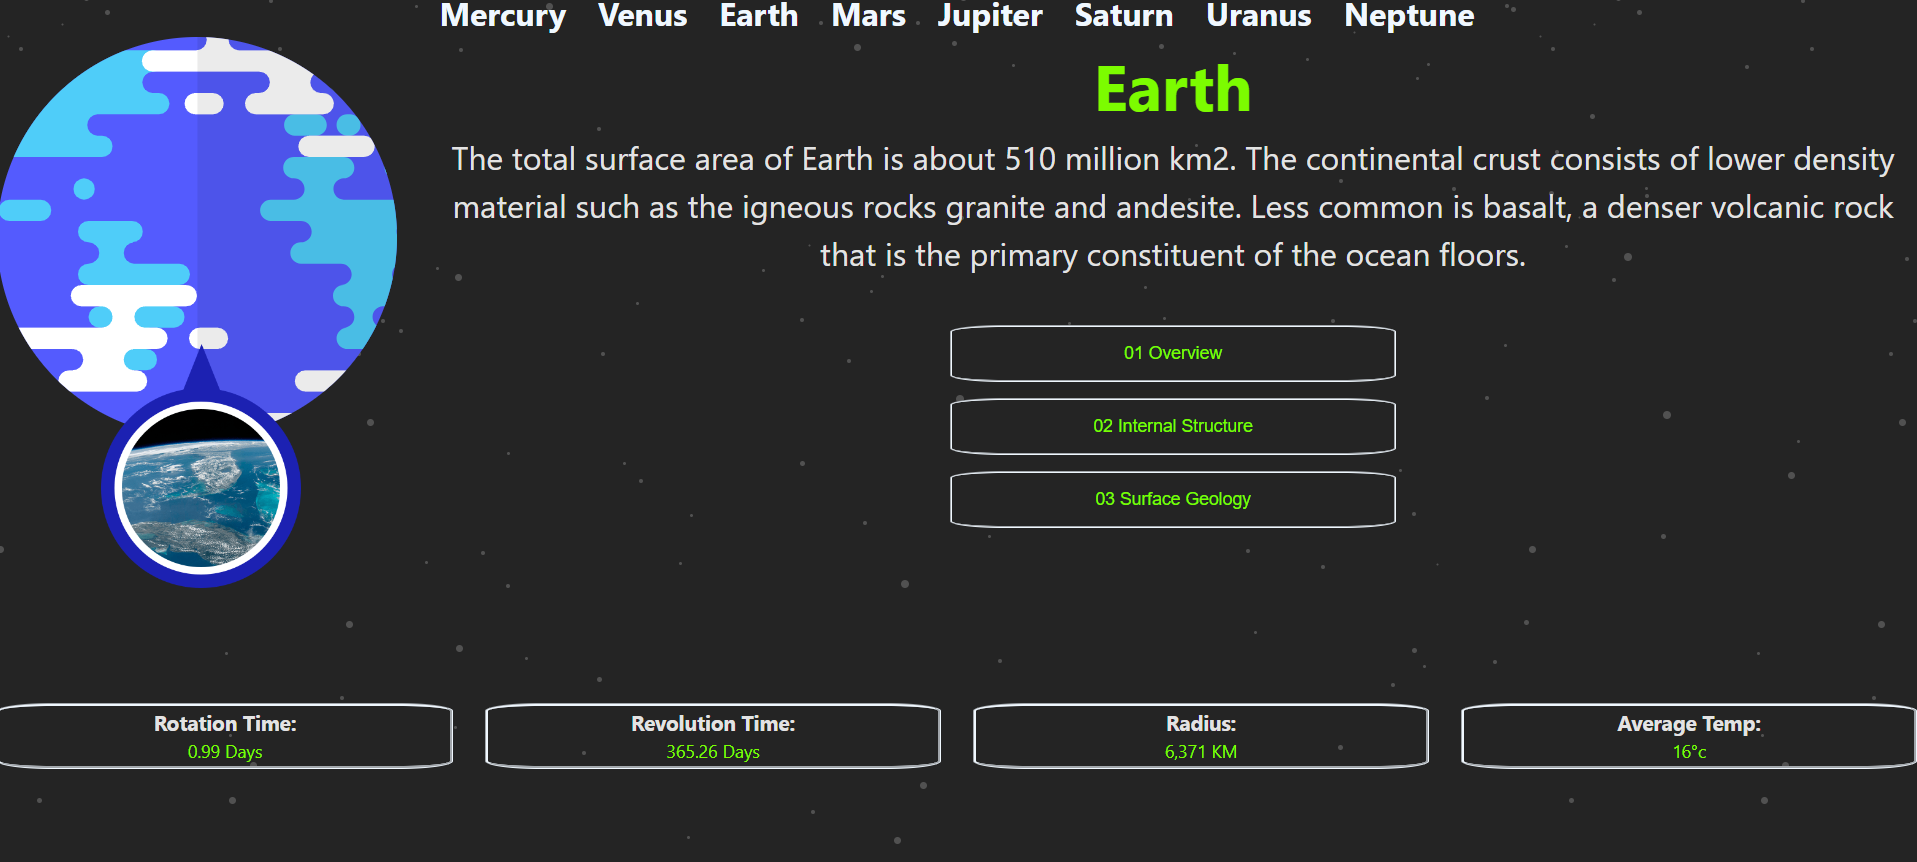 Mercury Venus Earth Mars Jupiter Saturn Uranus Neptune
Earth
The total surface area of Earth is about 510 million km2. The continental crust consists of lower density
material such as the igneous rocks granite and andesite. Less common is basalt, a denser volcanic rock
that is the primary constituent of the ocean floors.
01 Overview
02 Internal Structure
03 Surface Geology
Rotation Time:
0.99 Days
Revolution Time:
365.26 Days
Radius:
6,371 KM
Average Temp:
16°c